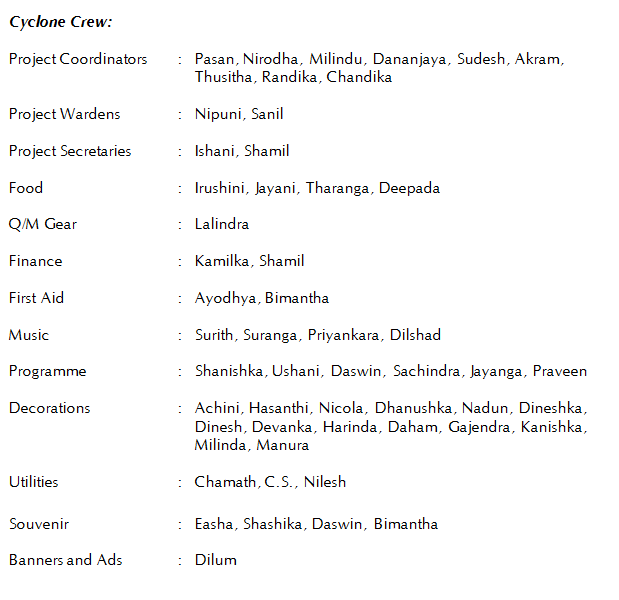 Cyclone Crew:
Project Coordinators : Pasan, Nirodha, Milindu, Dananjaya, Sudesh, Akram,
Thusitha, Randika, Chandika
Project Wardens : Nipuni, Sanil
Project Secretaries : Ishani, Shamil
Food : Irushini, Jayani, Tharanga, Deepada
Q/M Gear : Lalindra
Finance : Kamilka, Shamil
First Aid : Ayodhya, Bimantha
Music : Surith, Suranga, Priyankara, Dilshad
Programme : Shanishka, Ushani, Daswin, Sachindra, Jayanga, Praveen
Decorations : Achini, Hasanthi, Nicola, Dhanushka, Nadun, Dineshka,
Dinesh, Devanka, Harinda, Daham, Gajendra, Kanishka,
Milinda, Manura
Utilities : Chamath, C.S., Nilesh
Souvenir : Easha, Shashika, Daswin, Bimantha
Banners and Ads : Dilum